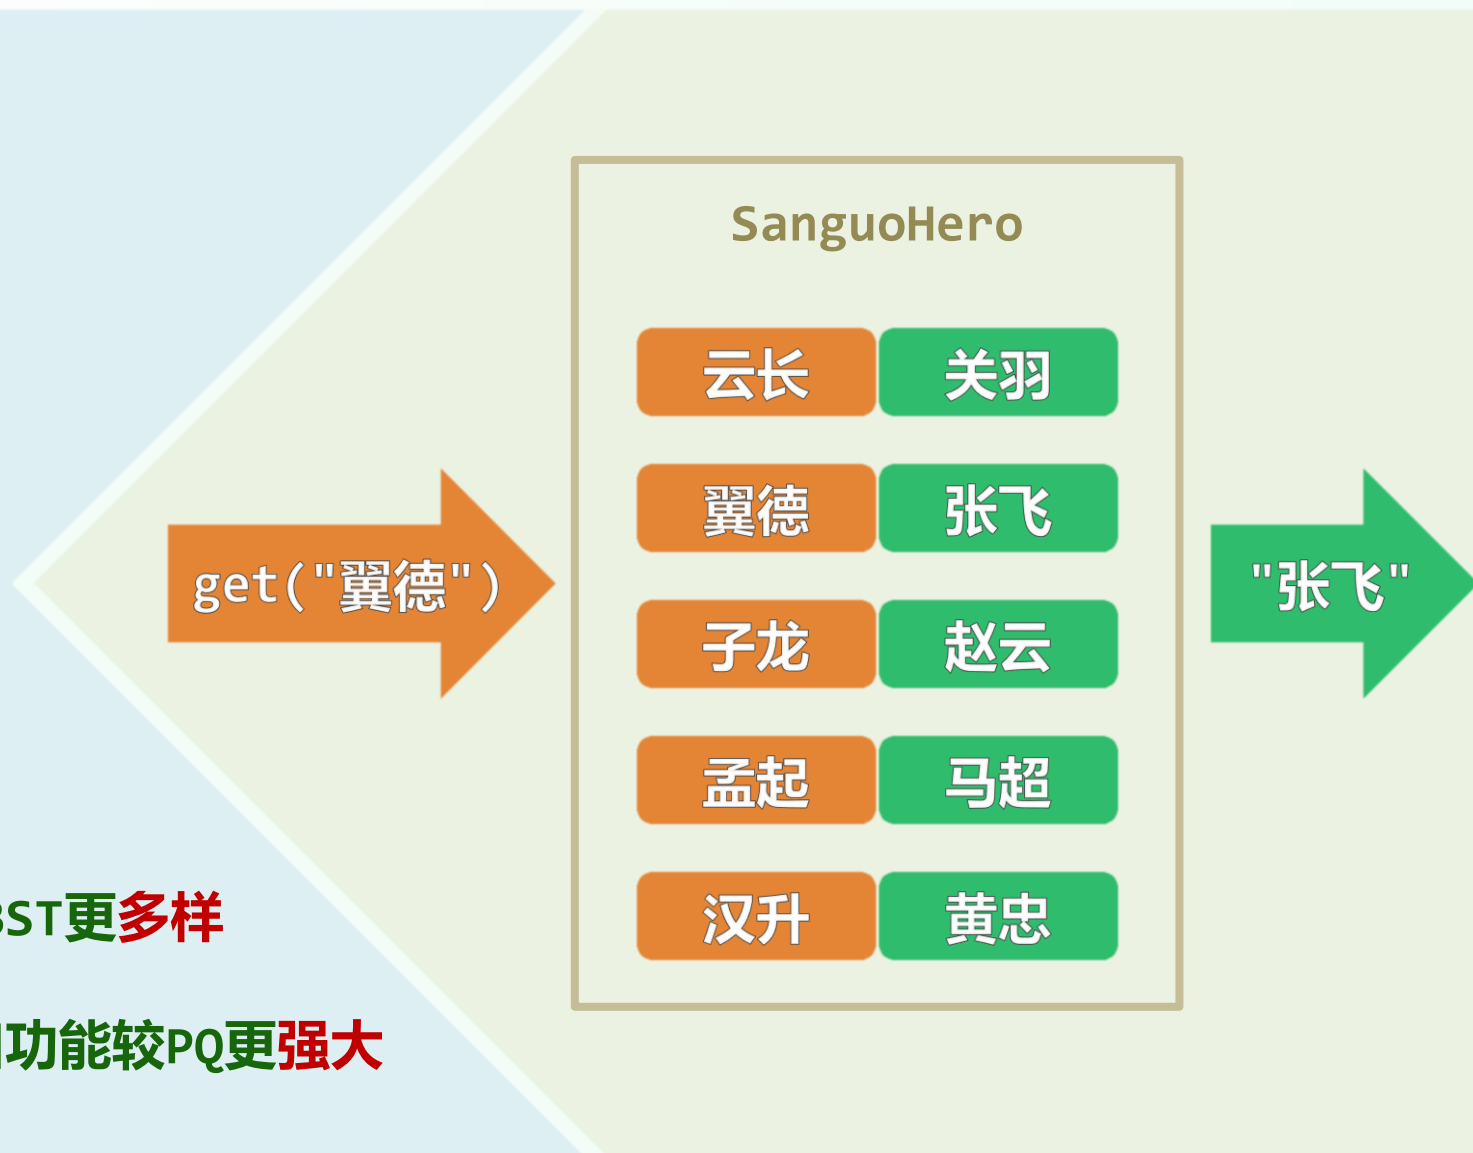 SanguoHero
云长 关羽
翼德 张飞
get("翼德")
"张飞"
子龙 赵云
孟起 马超
汉升 黄忠
BST更多样
功能较PQ更强大